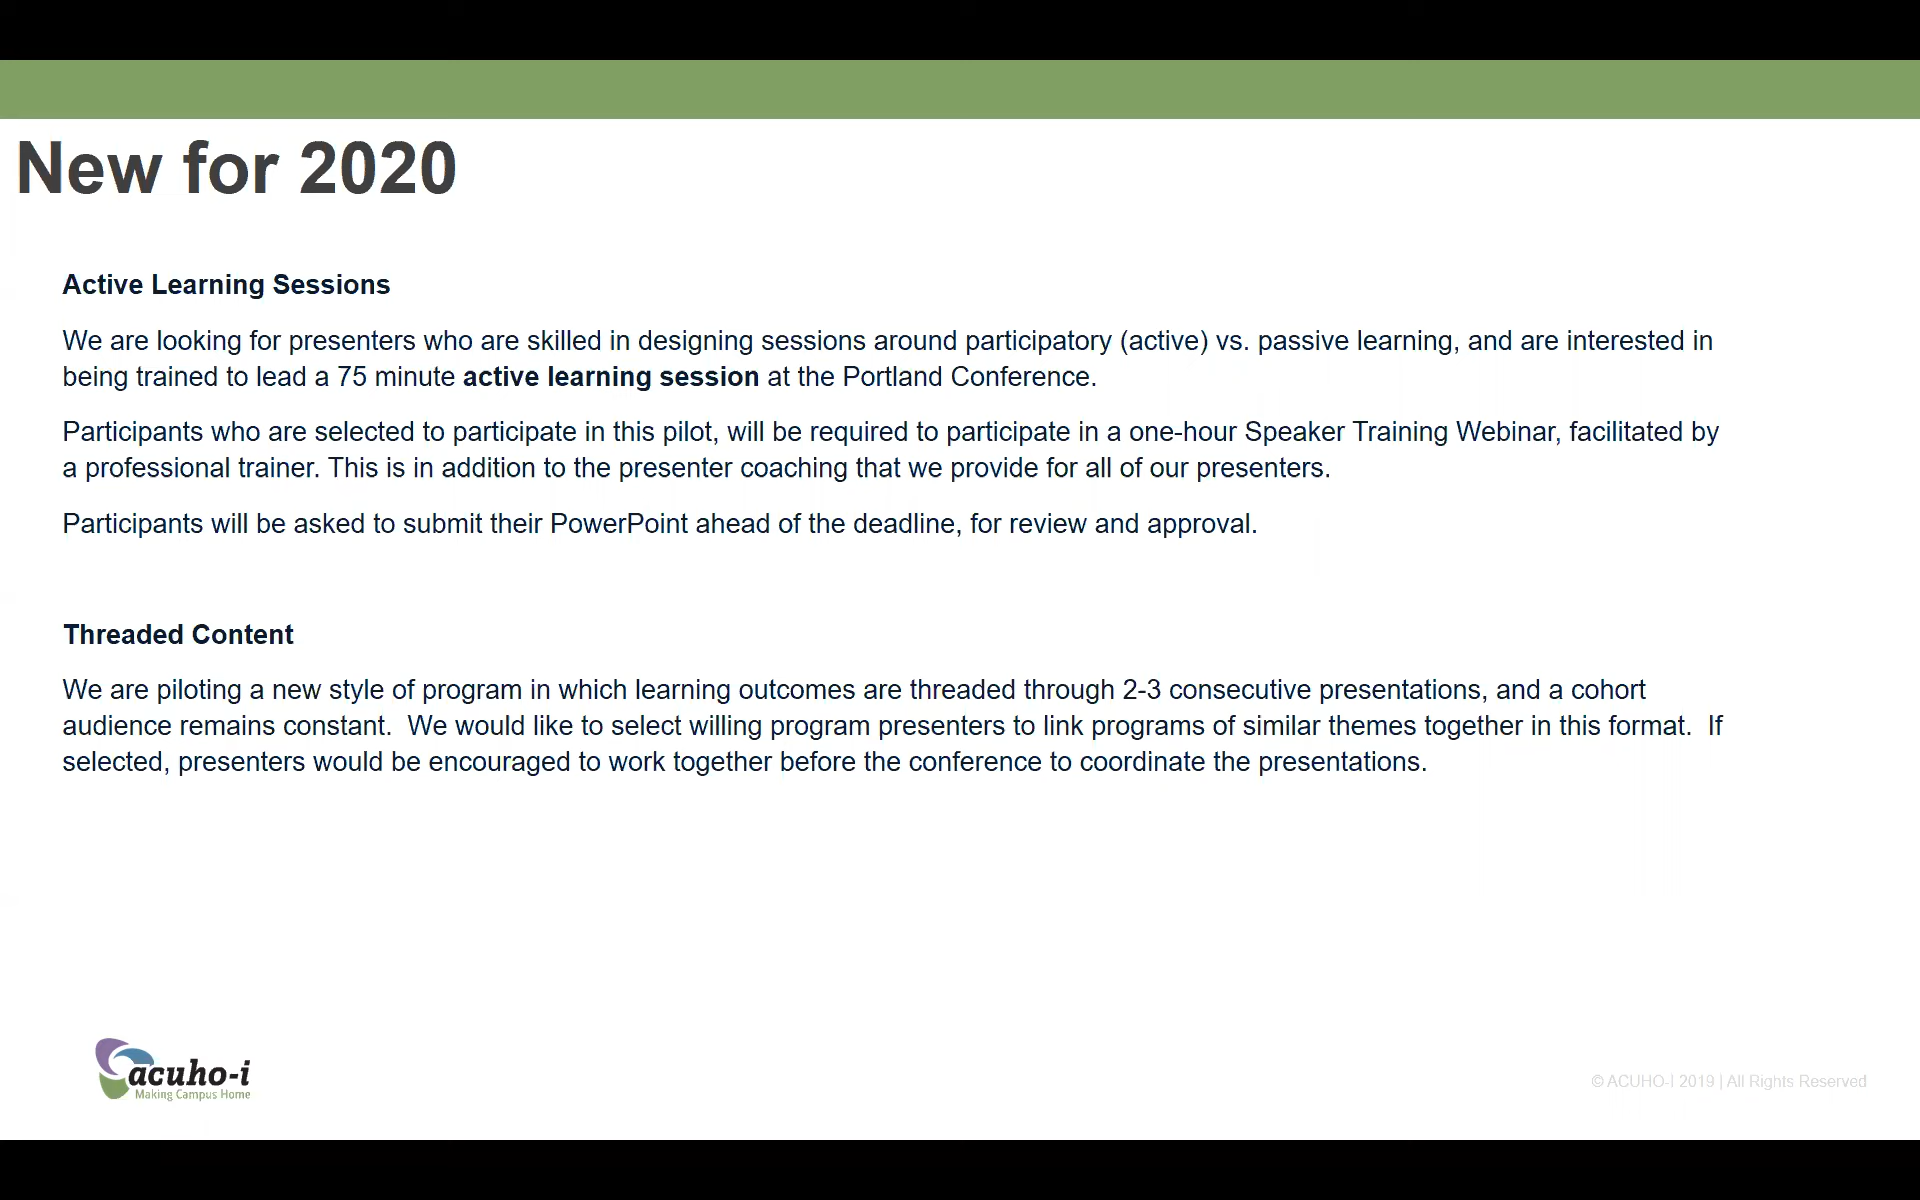 New for 2020
Active Learning Sessions
We are looking for presenters who are skilled in designing sessions around participatory (active) vs. passive learning, and are interested in
being trained to lead a 75 minute active learning session at the Portland Conference.
Participants who are selected to participate in this pilot, will be required to participate in a one-hour Speaker Training Webinar, facilitated by
a professional trainer. This is in addition to the presenter coaching that we provide for all of our presenters.
Participants will be asked to submit their PowerPoint ahead of the deadline, for review and approval.
Threaded Content
We are piloting a new style of program in which learning outcomes are threaded through 2-3 consecutive presentations, and a cohort
audience remains constant.  We would like to select willing program presenters to link programs of similar themes together in this format.  If
selected, presenters would be encouraged to work together before the conference to coordinate the presentations.
acuho-i
Making Campus Home
© ACUHO-I 2019 | All Rights Reserved